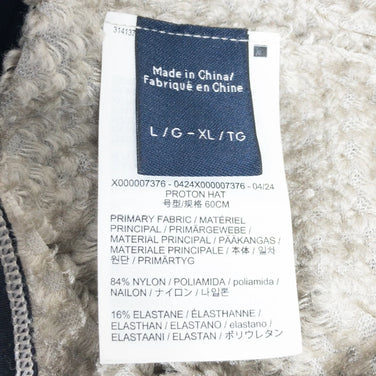 314137
Made in China/
Fabriqué en Chine
L / G - XL / TG
X000007376 - 0424X000007376 - 04/24
PROTON HAT
号型/规格 60CM
PRIMARY FABRIC / MATÉRIEL
PRINCIPAL / PRIMÄRGEWEBE /
MATERIAL PRINCIPAL / PÄÄKANGAS /
MATERIALE PRINCIPALE / 本体 / 일차
원단 / PRIMÄRTYG
84% NYLON / POLIAMIDA / poliamida /
NAILON / ナイロン / 나일론
16% ELASTANE / ÉLASTHANNE /
ELASTHAN / ELASTANO / elastano /
ELASTAANI / ELASTAN / ポリウレタン